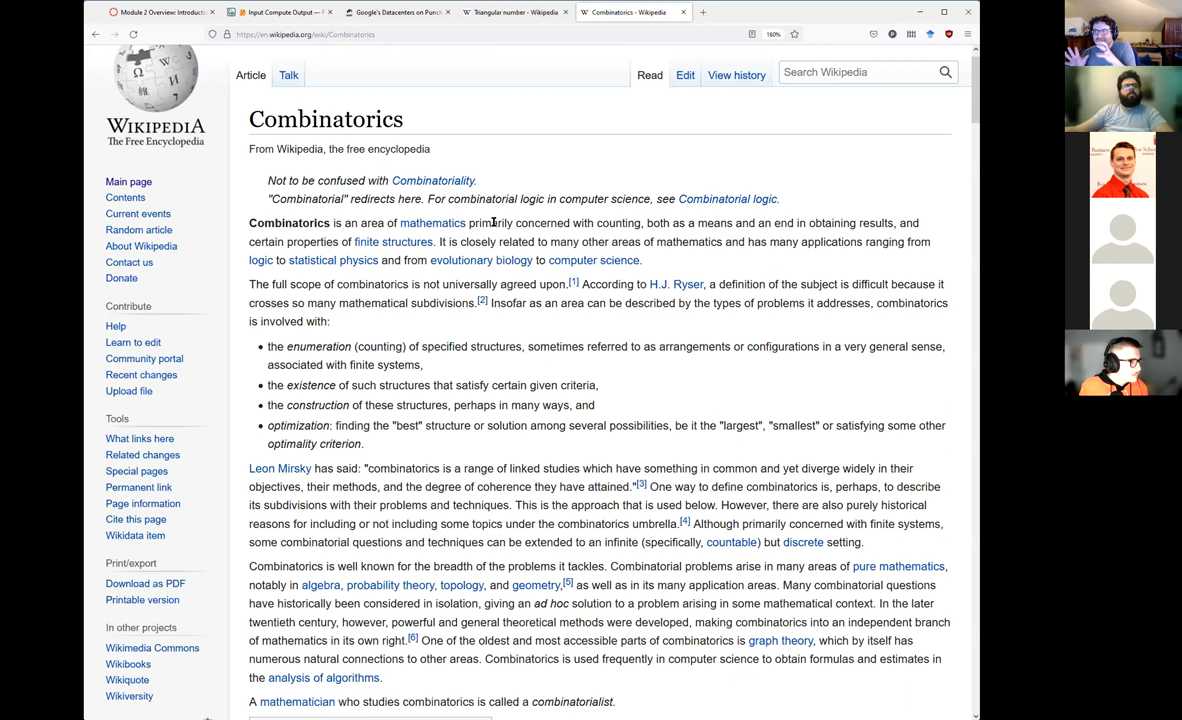 Module 2 Overview: Introducti
Input Compute Output — 
Google's Datacenters on Punch
Triangular number - Wikipedia
Combinatorics - Wikipedia
https://en.wikipedia.org/wiki/Combinatorics
160%
WIKIPEDIA
The Free Encyclopedia
Main page
Contents
Current events
Random article
About Wikipedia
Contact us
Donate
Contribute
Help
Learn to edit
Community portal
Recent changes
Upload file
Tools
What links here
Related changes
Special pages
Permanent link
Page information
Cite this page
Wikidata item
Print/export
Download as PDF
Printable version
In other projects
Wikimedia Commons
Wikibooks
Wikiquote
Wikiversity
Article Talk
Read Edit View history
Search Wikipedia
Combinatorics
From Wikipedia, the free encyclopedia
Not to be confused with Combinatoriality.
"Combinatorial" redirects here. For combinatorial logic in computer science, see Combinatorial logic.
Combinatorics is an area of mathematics primarily concerned with counting, both as a means and an end in obtaining results, and
certain properties of finite structures. It is closely related to many other areas of mathematics and has many applications ranging from
logic to statistical physics and from evolutionary biology to computer science.
The full scope of combinatorics is not universally agreed upon.[1] According to H.J. Ryser, a definition of the subject is difficult because it
crosses so many mathematical subdivisions.[2] Insofar as an area can be described by the types of problems it addresses, combinatorics
is involved with:
• the enumeration (counting) of specified structures, sometimes referred to as arrangements or configurations in a very general sense,
associated with finite systems,
• the existence of such structures that satisfy certain given criteria,
• the construction of these structures, perhaps in many ways, and
• optimization: finding the "best" structure or solution among several possibilities, be it the "largest", "smallest" or satisfying some other
optimality criterion.
Leon Mirsky has said: "combinatorics is a range of linked studies which have something in common and yet diverge widely in their
objectives, their methods, and the degree of coherence they have attained."[3] One way to define combinatorics is, perhaps, to describe
its subdivisions with their problems and techniques. This is the approach that is used below. However, there are also purely historical
reasons for including or not including some topics under the combinatorics umbrella.[4] Although primarily concerned with finite systems,
some combinatorial questions and techniques can be extended to an infinite (specifically, countable) but discrete setting.
Combinatorics is well known for the breadth of the problems it tackles. Combinatorial problems arise in many areas of pure mathematics,
notably in algebra, probability theory, topology, and geometry,[5] as well as in its many application areas. Many combinatorial questions
have historically been considered in isolation, giving an ad hoc solution to a problem arising in some mathematical context. In the later
twentieth century, however, powerful and general theoretical methods were developed, making combinatorics into an independent branch
of mathematics in its own right.[6] One of the oldest and most accessible parts of combinatorics is graph theory, which by itself has
numerous natural connections to other areas. Combinatorics is used frequently in computer science to obtain formulas and estimates in
the analysis of algorithms.
A mathematician who studies combinatorics is called a combinatorialist.